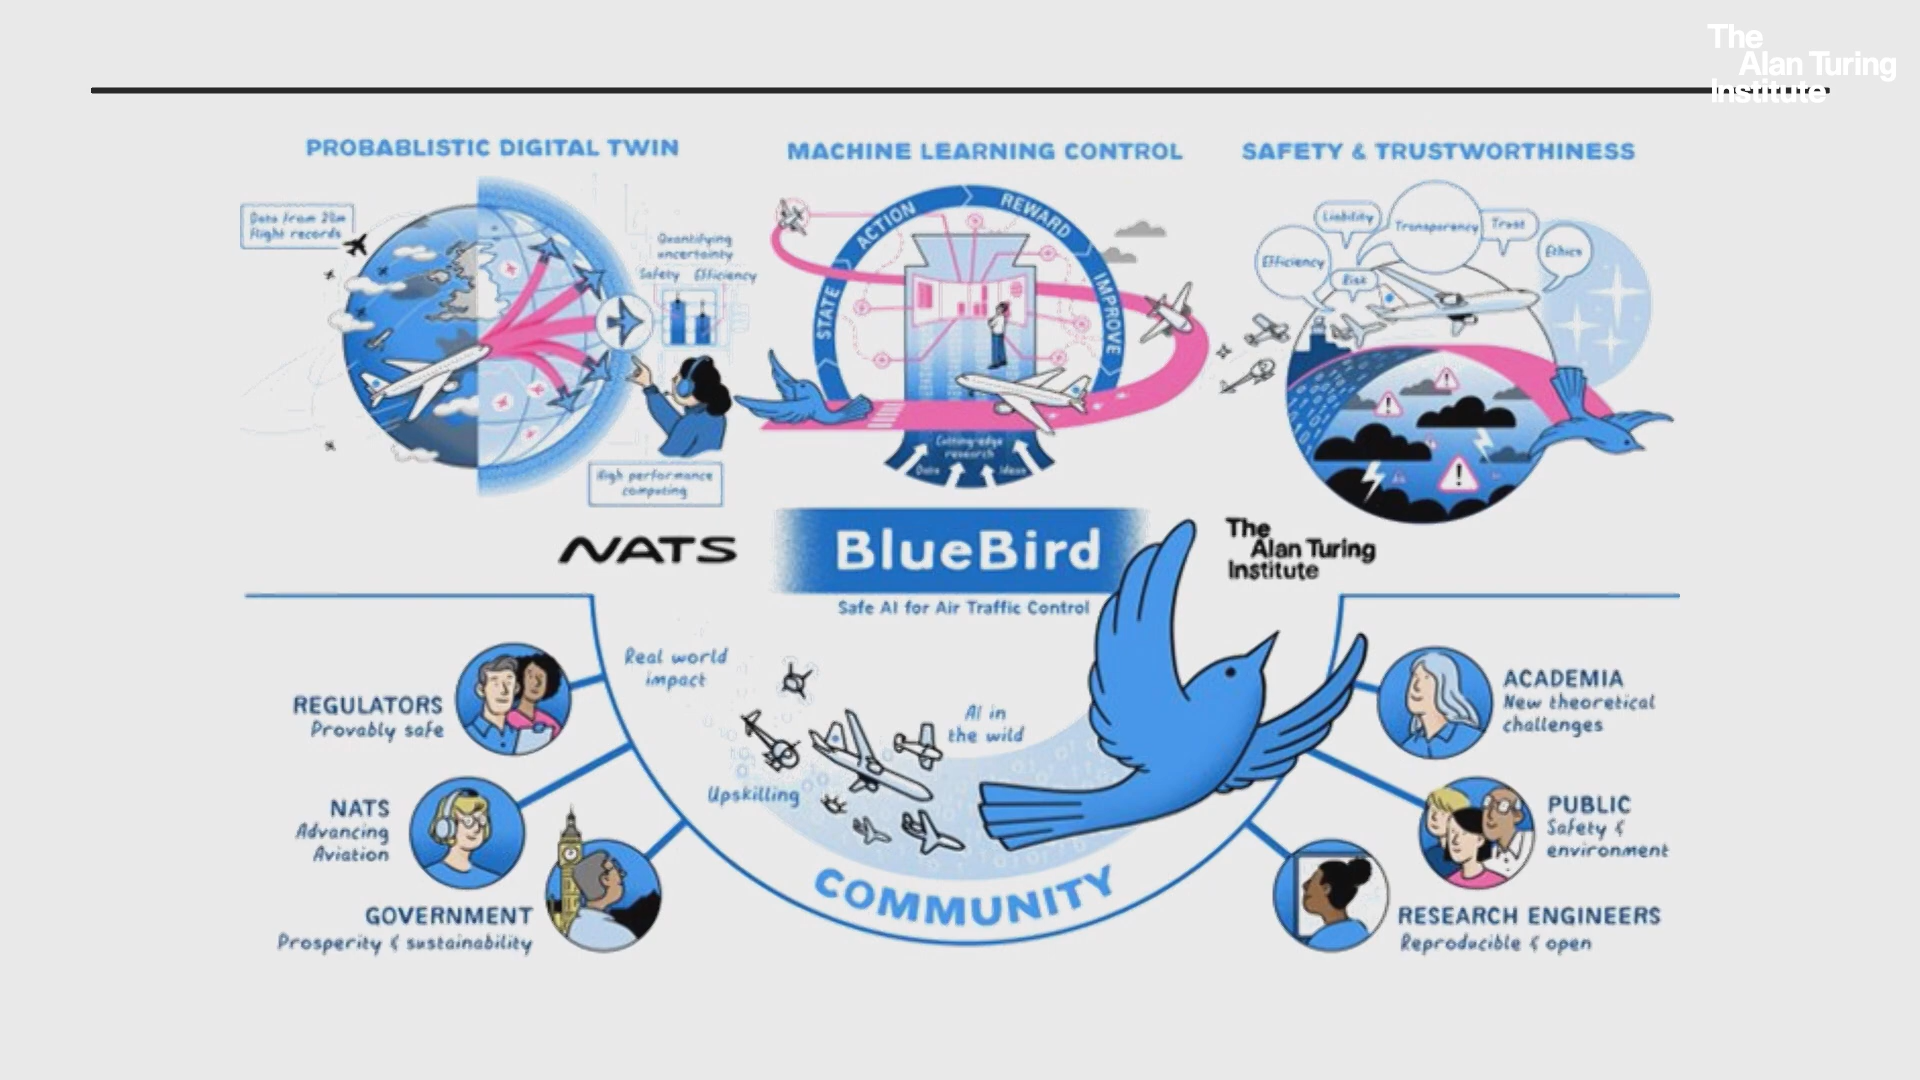 The
Alan Turing
Institute
PROBABLISTIC DIGITAL TWIN
Data from 20m
flight records
Quantifying
uncertainty
Safety Efficiency
High performance
computing
MACHINE LEARNING CONTROL
STATE
ACTION
REWARD
IMPROVE
Cutting-edge
research
Data
Ideas
SAFETY & TRUSTWORTHINESS
Efficiency
Liability
Risk
Transparency
Trust
Ethics
NATS
BlueBird
Safe AI for Air Traffic Control
The
Alan Turing
Institute
REGULATORS
Provably safe
NATS
Advancing
Aviation
GOVERNMENT
Prosperity & sustainability
Real world
impact
AI in
the wild
Upskilling
COMMUNITY
ACADEMIA
New theoretical
challenges
PUBLIC
Safety &
environment
RESEARCH ENGINEERS
Reproducible & open